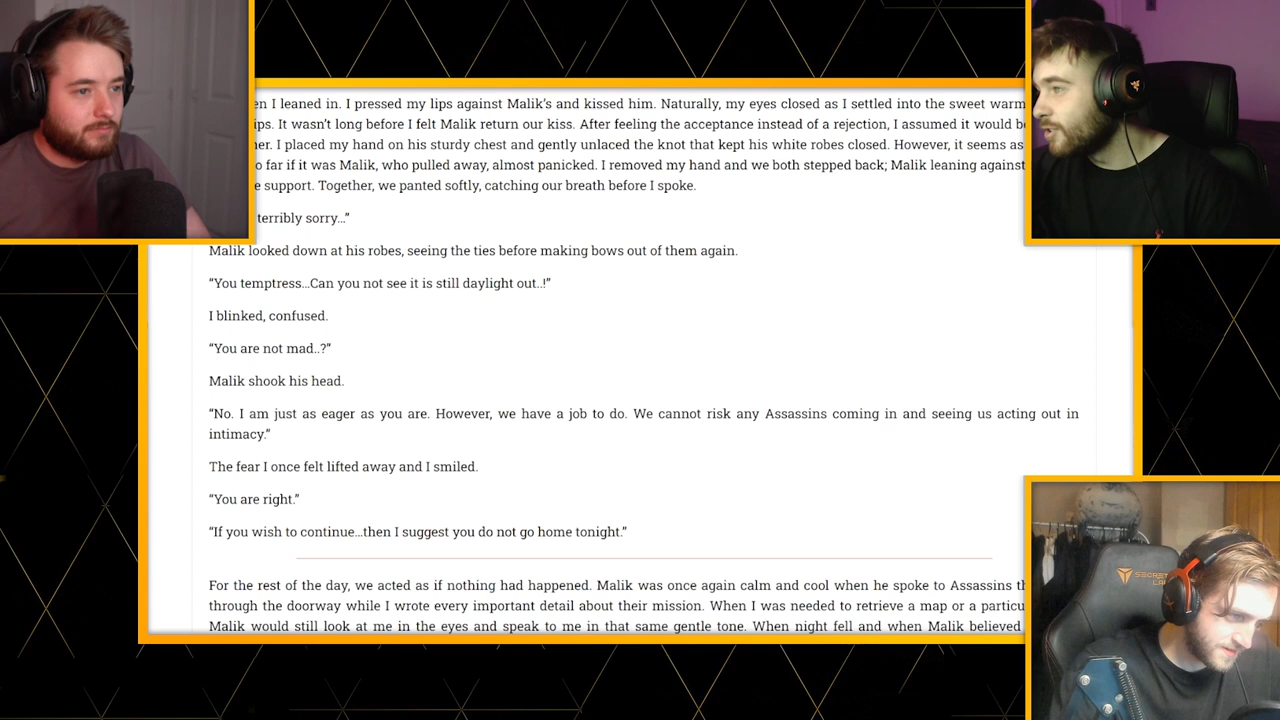 en I leaned in. I pressed my lips against Malik's and kissed him. Naturally, my eyes closed as I settled into the sweet warm
ips. It wasn't long before I felt Malik return our kiss. After feeling the acceptance instead of a rejection, I assumed it would b
her. I placed my hand on his sturdy chest and gently unlaced the knot that kept his white robes closed. However, it seems as
o far if it was Malik, who pulled away, almost panicked. I removed my hand and we both stepped back; Malik leaning against
e support. Together, we panted softly, catching our breath before I spoke.
terribly sorry…”
Malik looked down at his robes, seeing the ties before making bows out of them again.
“You temptress…Can you not see it is still daylight out..!”
I blinked, confused.
“You are not mad..?”
Malik shook his head.
“No. I am just as eager as you are. However, we have a job to do. We cannot risk any Assassins coming in and seeing us acting out in
intimacy.”
The fear I once felt lifted away and I smiled.
“You are right.”
“If you wish to continue…then I suggest you do not go home tonight.”
For the rest of the day, we acted as if nothing had happened. Malik was once again calm and cool when he spoke to Assassins th
through the doorway while I wrote every important detail about their mission. When I was needed to retrieve a map or a particu
Malik would still look at me in the eyes and speak to me in that same gentle tone. When night fell and when Malik believed
SECRET
LA